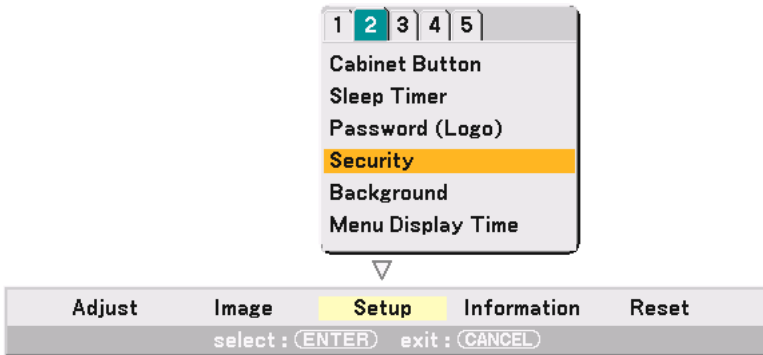 1 2 3 4 5
Cabinet Button
Sleep Timer
Password (Logo)
Security
Background
Menu Display Time
Adjust Image Setup Information Reset
select : ENTER exit : CANCEL